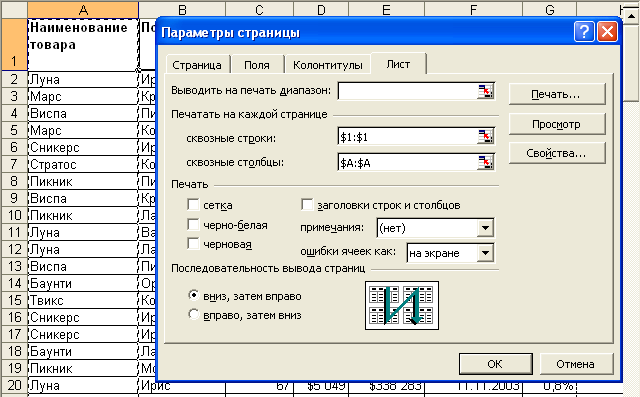 A B C D E F G H
1 Наименование товара По
Параметры страницы
Страница Поля Колонтитулы Лист
Выводить на печать диапазон:
Печать...
Печатать на каждой странице
Просмотр
сквозные строки $1:$1
Свойства...
сквозные столбцы: $A:$A
Печать
сетка заголовки строк и столбцов
черно-белая примечания: (нет)
черновая ошибки ячеек как: на экране
Последовательность вывода страниц
вниз, затем вправо
вправо, затем вниз
ОК Отмена
2 Луна Ир
3 Марс Кр
4 Виспа Пи
5 Марс Ко
6 Сникерс Ир
7 Стратос Ко
8 Пикник Пи
9 Виспа Кр
10 Пикник Ла
11 Луна Ва
12 Луна Ла
13 Виспа Пи
14 Баунти Ор
15 Твикс Ко
16 Сникерс Ир
17 Сникерс Ир
18 Баунти Ла
19 Пикник Мо
20 Луна Ирис 67 $5 049 $338 283 11.11.2003 0,8%